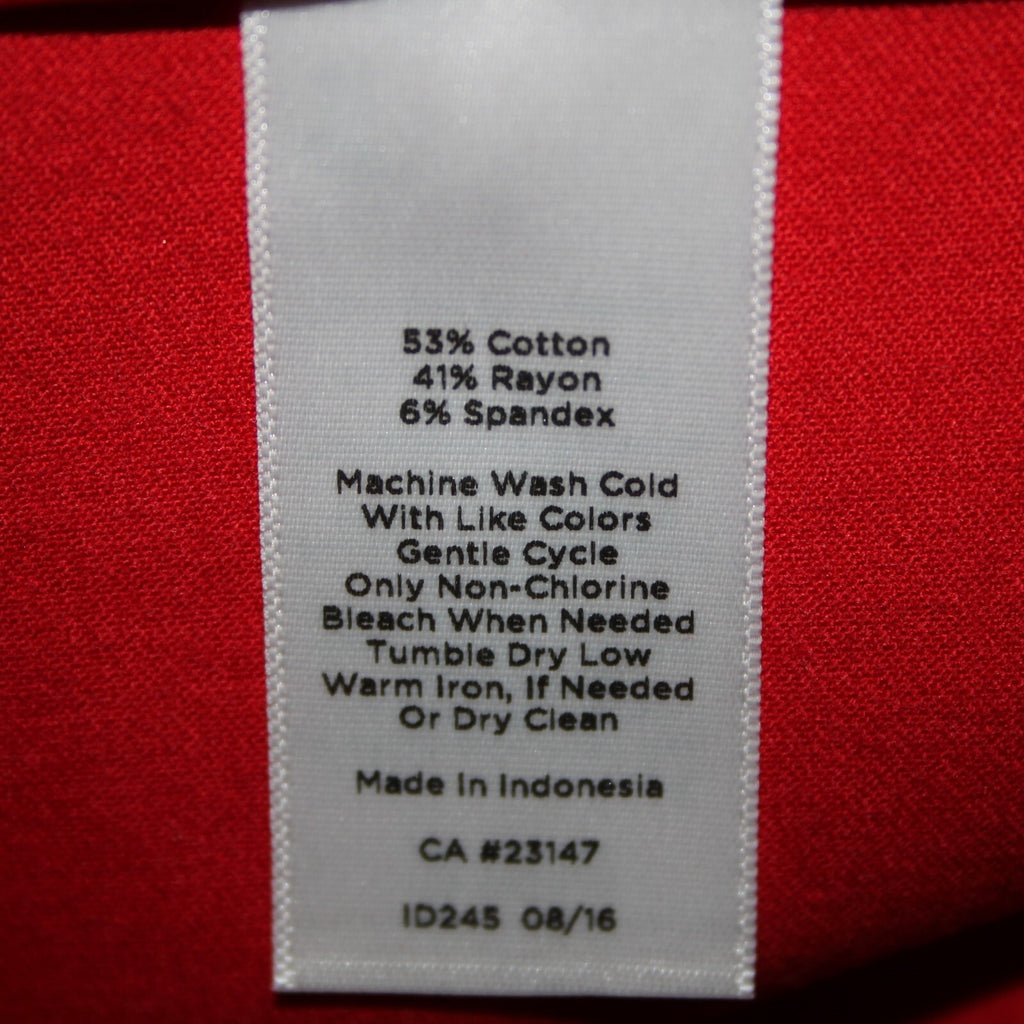 53% Cotton
41% Rayon
6% Spandex
Machine Wash Cold
With Like Colors
Gentle Cycle
Only Non-Chlorine
Bleach When Needed
Tumble Dry Low
Warm Iron, If Needed
Or Dry Clean
Made In Indonesia
CA #23147
ID245 08/16